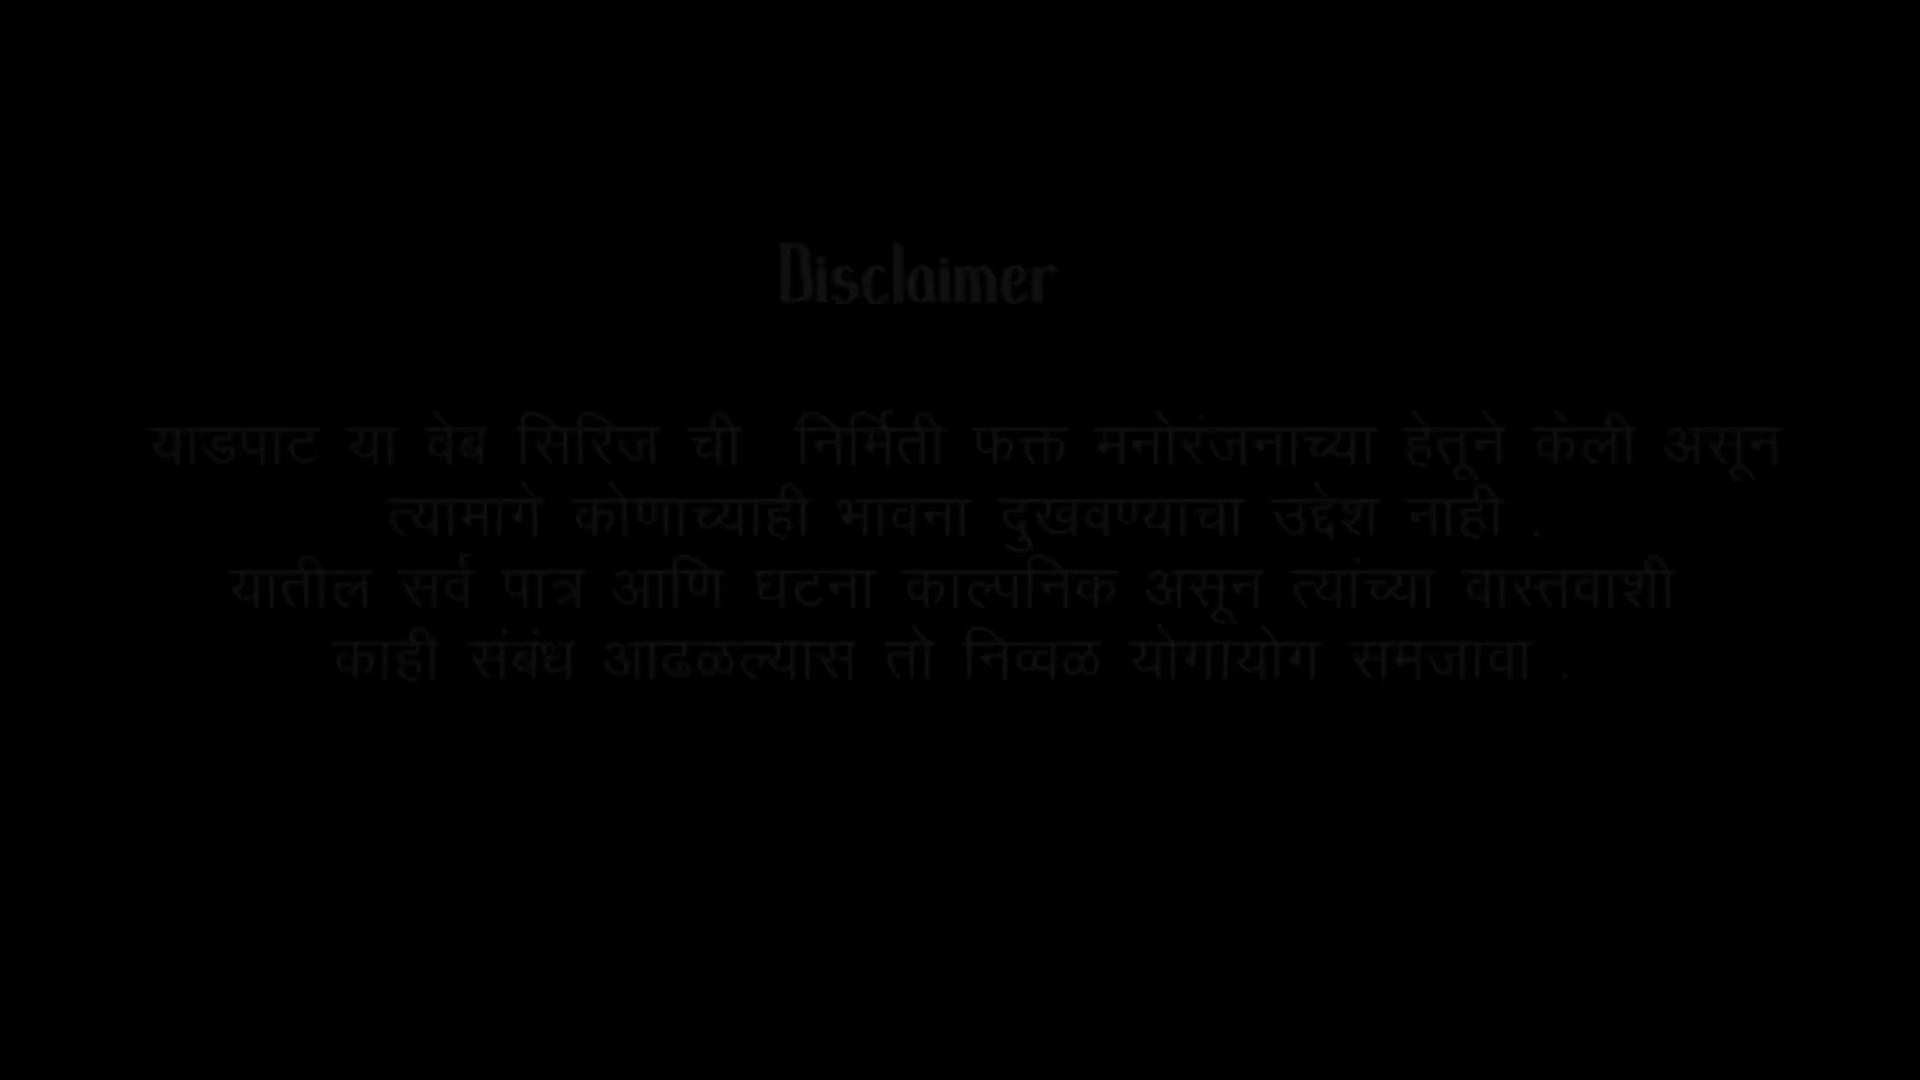 Disclaimer
याडपाट या वेब सिरिज ची निर्मिती फक्त मनोरंजनाच्या हेतूने केली असून
त्यामागे कोणाच्याही भावना दुखवण्याचा उद्देश नाही .
यातील सर्व पात्र आणि घटना काल्पनिक असून त्यांच्या वास्तवाशी
काही संबंध आढळल्यास तो निव्वळ योगायोग समजावा .